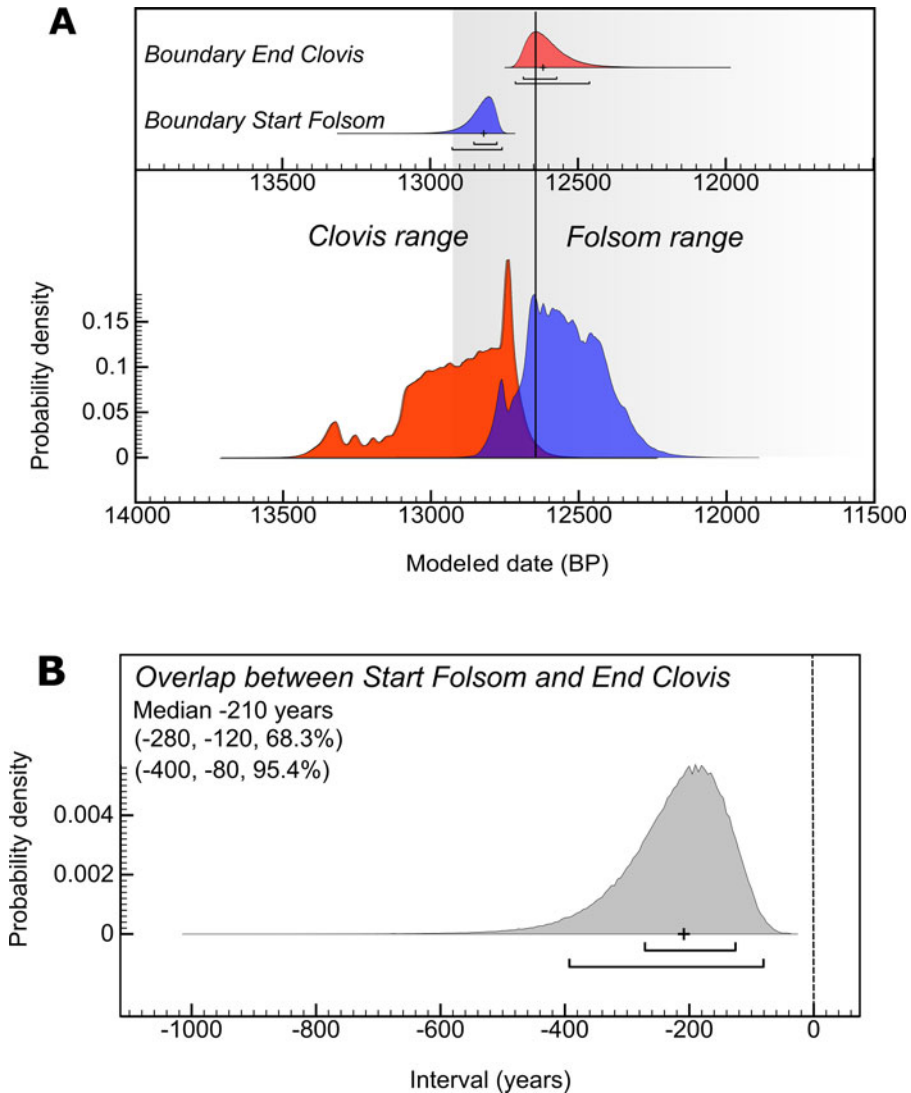 A
Boundary End Clovis
Boundary Start Folsom
13500 13000 12500 12000
Clovis range Folsom range
Probability density
0.15
0.1
0.05
0
14000 13500 13000 12500 12000 11500
Modeled date (BP)
B
Overlap between Start Folsom and End Clovis
Median -210 years
(-280, -120, 68.3%)
(-400, -80, 95.4%)
Probability density
0.004
0.002
0
-1000 -800 -600 -400 -200 0
Interval (years)